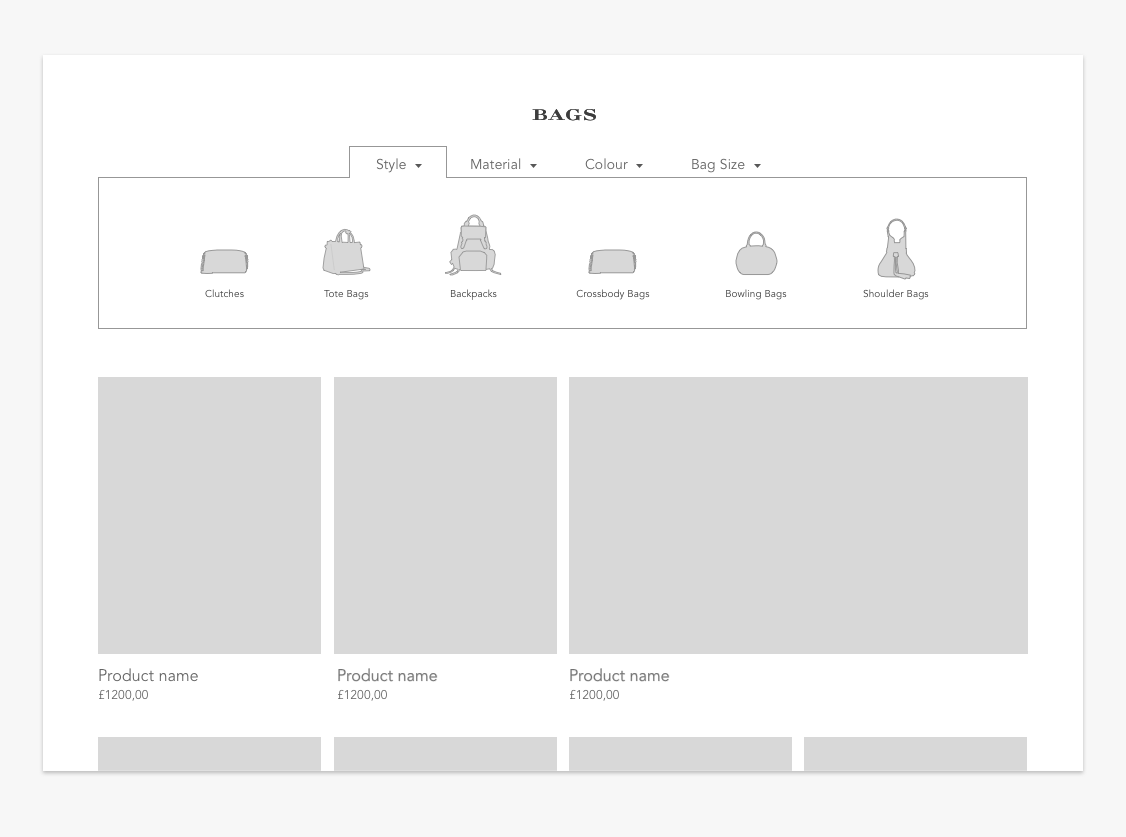 BAGS
Style Material Colour Bag Size
Clutches Tote Bags Backpacks Crossbody Bags Bowling Bags Shoulder Bags
Product name Product name Product name
£1200,00 £1200,00 £1200,00